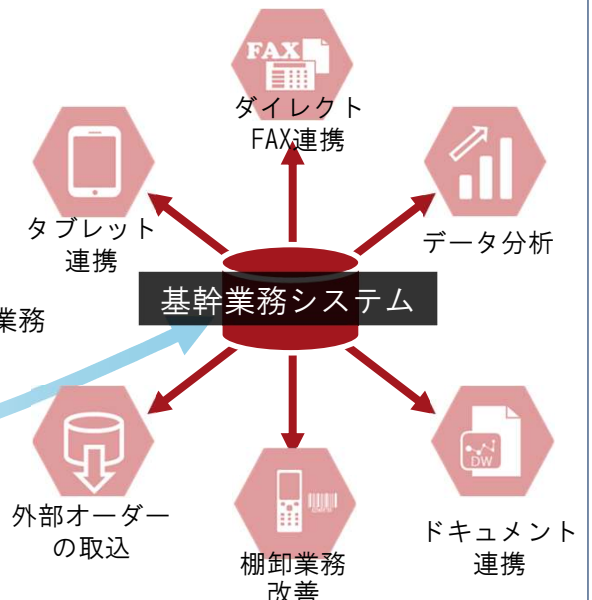 FAX
ダイレクト
FAX連携
タブレット
連携
データ分析
基幹業務システム
業務
DW
外部オーダー
の取込
棚卸業務
改善
ドキュメント
連携